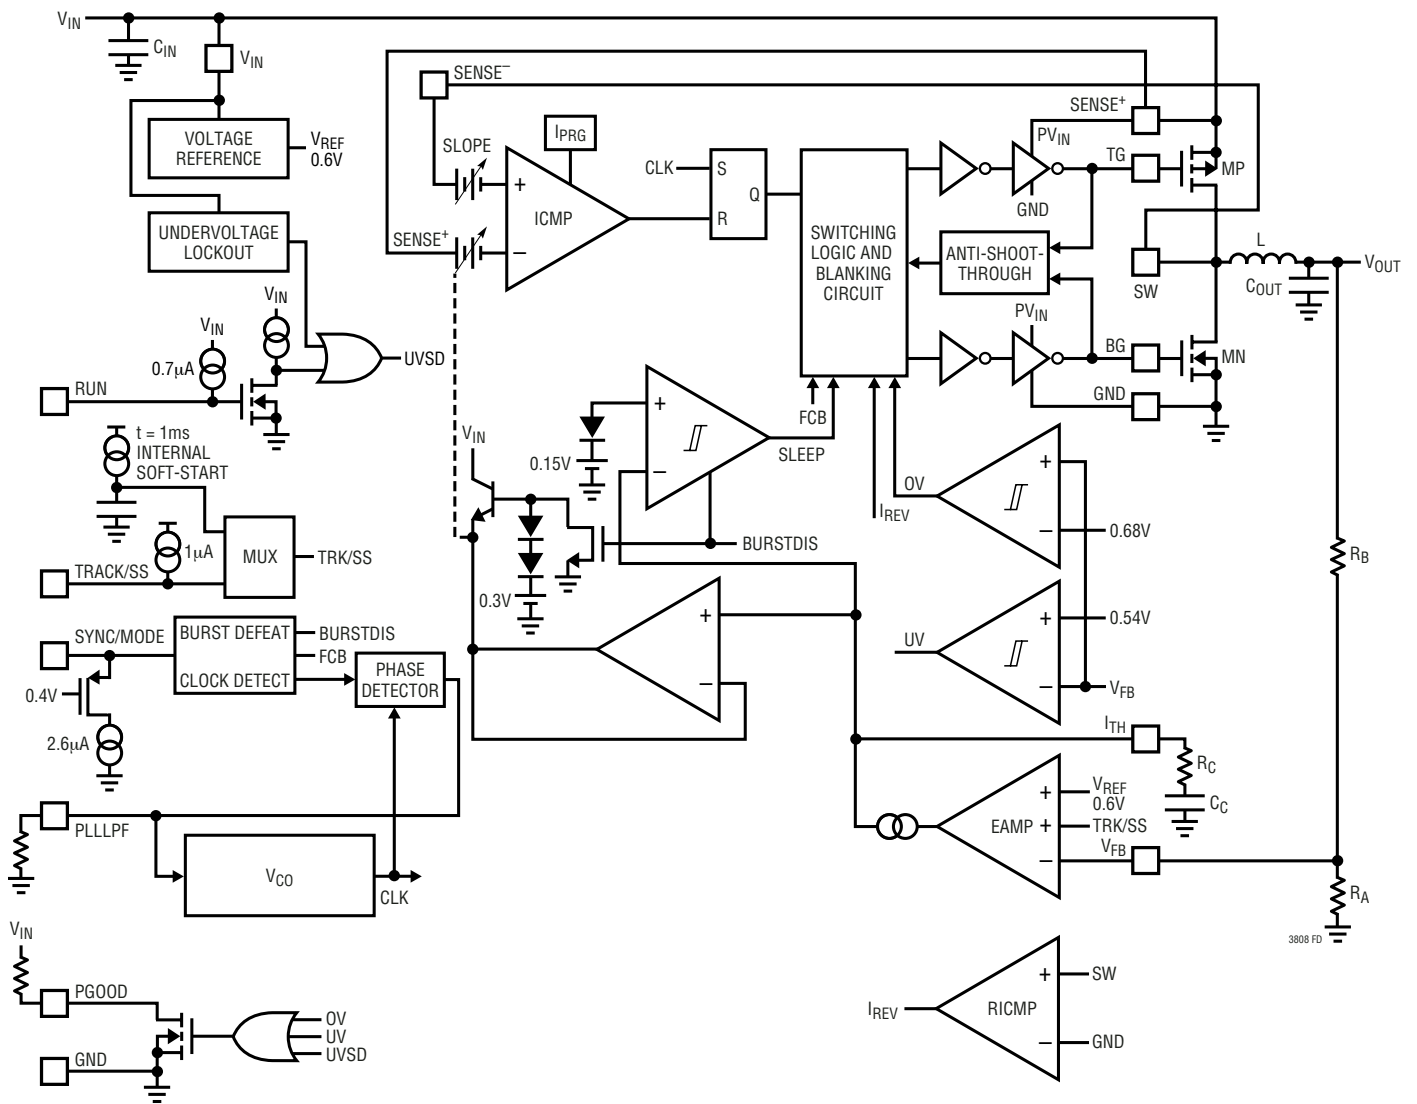 VIN
CIN
VIN
VOLTAGE
REFERENCE
VREF
0.6V
UNDERVOLTAGE
LOCKOUT
VIN
VIN
0.7μA
UVSD
RUN
t = 1ms
INTERNAL
SOFT-START
1μA
MUX
TRK/SS
TRACK/SS
SYNC/MODE
BURST DEFEAT
CLOCK DETECT
BURSTDIS
FCB
0.4V
2.6μA
PHASE
DETECTOR
PLLLPF
VCO
CLK
VIN
PGOOD
GND
OV
UV
UVSD
SENSE–
SLOPE
IPRG
+
ICMP
–
SENSE+
CLK
S
R
Q
SWITCHING
LOGIC AND
BLANKING
CIRCUIT
PVIN
GND
ANTI-SHOOT-
THROUGH
PVIN
SENSE+
TG
MP
SW
L
COUT
VOUT
BG
MN
GND
FCB
SLEEP
IREV
OV
+
–
0.15V
VIN
0.3V
BURSTDIS
+
–
0.68V
RB
+
–
0.54V
UV
VFB
+
–
ITH
RC
CC
EAMP
+
+
–
VREF
0.6V
TRK/SS
VFB
RA
3808 FD
IREV
RICMP
+
–
SW
GND